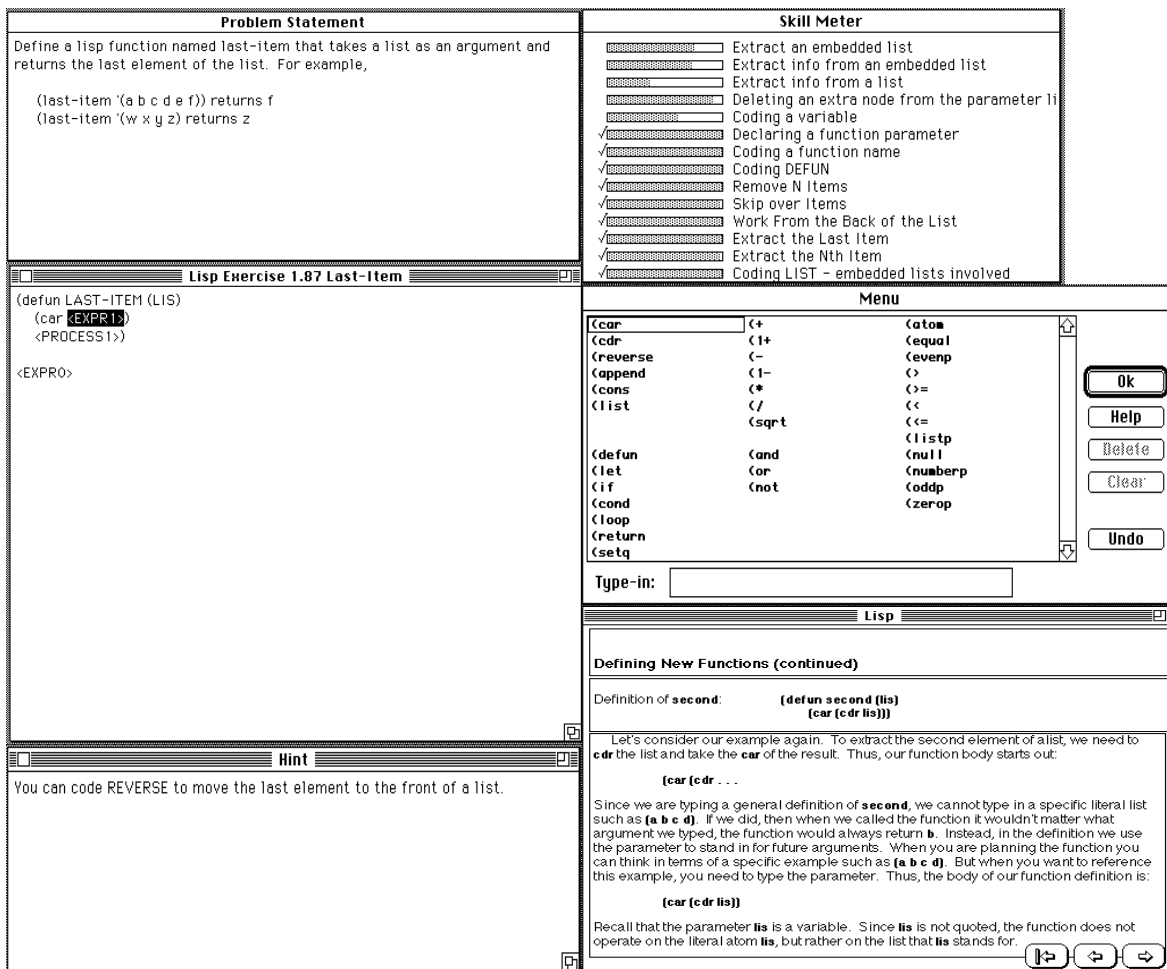 Problem Statement
Define a lisp function named last-item that takes a list as an argument and
returns the last element of the list. For example,
(last-item '(a b c d e f)) returns f
(last-item '(w x y z) returns z
Skill Meter
Extract an embedded list
Extract info from an embedded list
Extract info from a list
Deleting an extra node from the parameter li
Coding a variable
√ Declaring a function parameter
√ Coding a function name
√ Coding DEFUN
√ Remove N Items
√ Skip over Items
√ Work From the Back of the List
√ Extract the Last Item
√ Extract the Nth Item
√ Coding LIST - embedded lists involved
Lisp Exercise 1.87 Last-Item
(defun LAST-ITEM (LIS)
(car <EXPR1>)
<PROCESS1>)
<EXPR0>
Menu
(car (+ (atom
(cdr (1+ (equal
(reverse (- (evenp
(append (1- (>
(cons (* (>=
(list (/ (<
(sqrt (<=
(listp
(defun (and (null
(let (or (numberp
(if (not (oddp
(cond (zerop
(loop
(return
(setq
Ok
Help
Delete
Clear
Undo
Type-in:
Hint
You can code REVERSE to move the last element to the front of a list.
Lisp
Defining New Functions (continued)
Definition of second: (defun second (lis)
(car (cdr lis)))
Let's consider our example again. To extract the second element of alist, we need to
cdr the list and take the car of the result. Thus, our function body starts out:
(car (cdr . . .
Since we are typing a general definition of second, we cannot type in a specific literal list
such as (a b c d). If we did, then when we called the function it wouldn't matter what
argument we typed, the function would always return b. Instead, in the definition we use
the parameter to stand in for future arguments. When you are planning the function you
can think in terms of a specific example such as (a b c d). But when you want to reference
this example, you need to type the parameter. Thus, the body of our function definition is:
(car (cdr lis))
Recall that the parameter lis is a variable. Since lis is not quoted, the function does not
operate on the literal atom lis, but rather on the list that lis stands for.